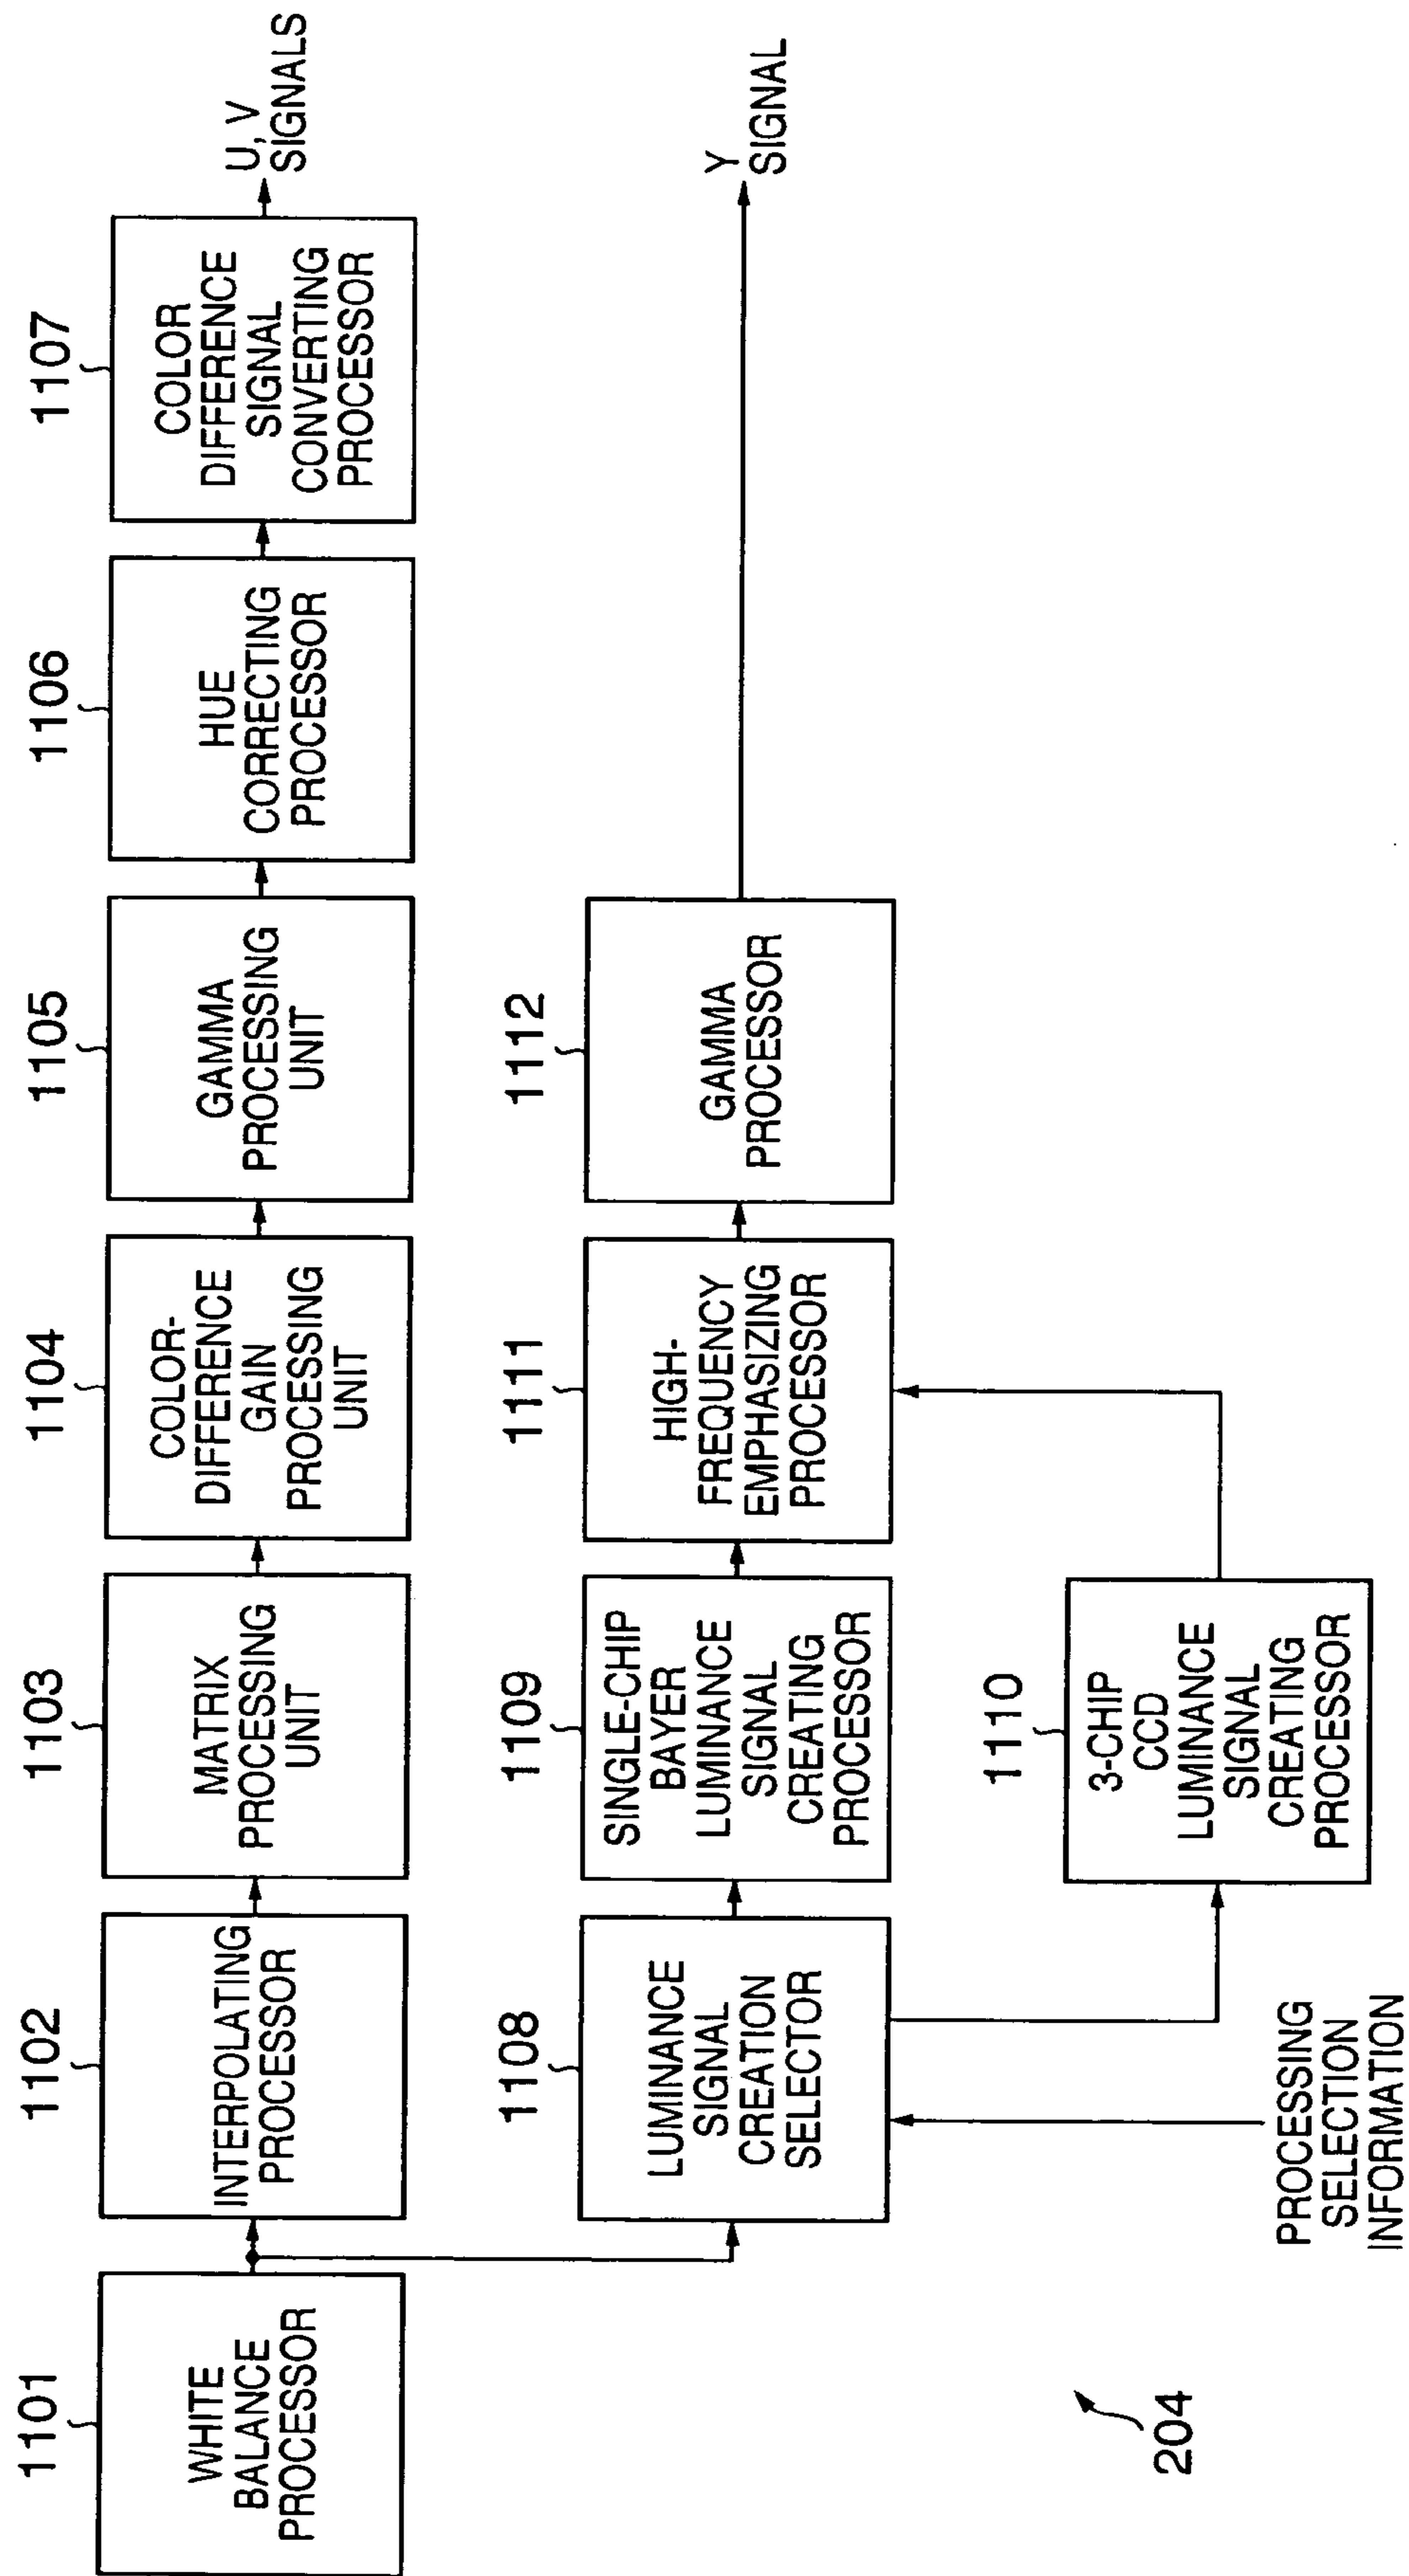 1101
WHITE
BALANCE
PROCESSOR
1102
INTERPOLATING
PROCESSOR
1103
MATRIX
PROCESSING
UNIT
1104
COLOR-
DIFFERENCE
GAIN
PROCESSING
UNIT
1105
GAMMA
PROCESSING
UNIT
1106
HUE
CORRECTING
PROCESSOR
1107
COLOR
DIFFERENCE
SIGNAL
CONVERTING
PROCESSOR
U, V
SIGNALS
1108
LUMINANCE
SIGNAL
CREATION
SELECTOR
1109
SINGLE-CHIP
BAYER
LUMINANCE
SIGNAL
CREATING
PROCESSOR
1111
HIGH-
FREQUENCY
EMPHASIZING
PROCESSOR
1112
GAMMA
PROCESSOR
Y
SIGNAL
1110
3-CHIP
CCD
LUMINANCE
SIGNAL
CREATING
PROCESSOR
PROCESSING
SELECTION
INFORMATION
204